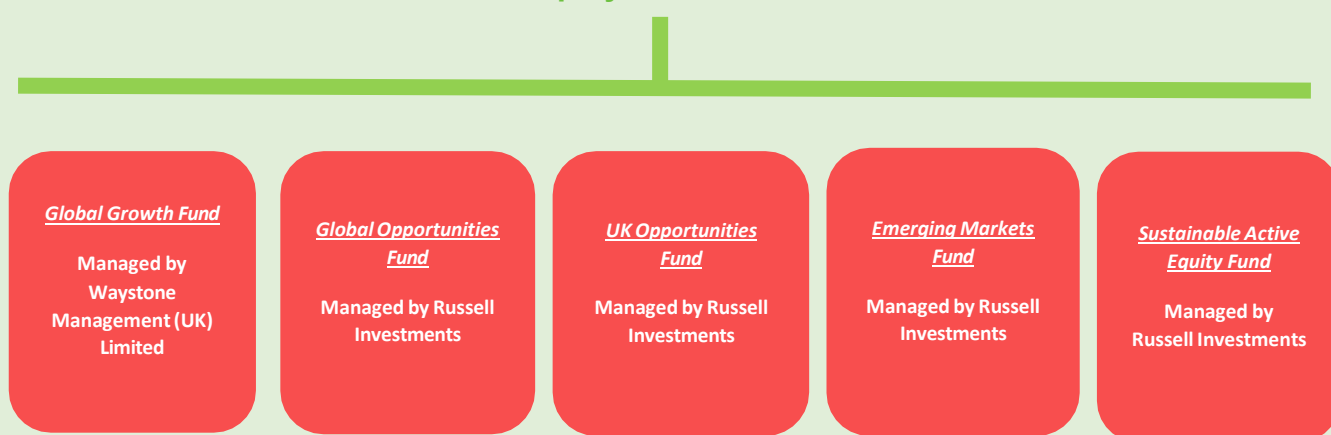 Global Growth Fund
Managed by
Waystone
Management (UK)
Limited
Global Opportunities
Fund
Managed by Russell
Investments
UK Opportunities
Fund
Managed by Russell
Investments
Emerging Markets
Fund
Managed by Russell
Investments
Sustainable Active
Equity Fund
Managed by
Russell Investments